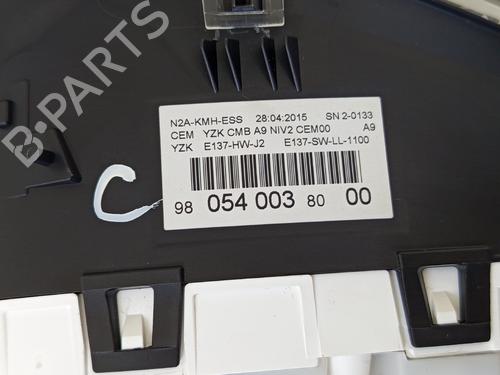 N2A-KMH-ESS 28:04:2015 SN 2-0133
CEM YZK CMB A9 NIV2 CEM00 A9
YZK E137-HW-J2 E137-SW-LL-1100
98 054 003 80 00
C
B-PARTS